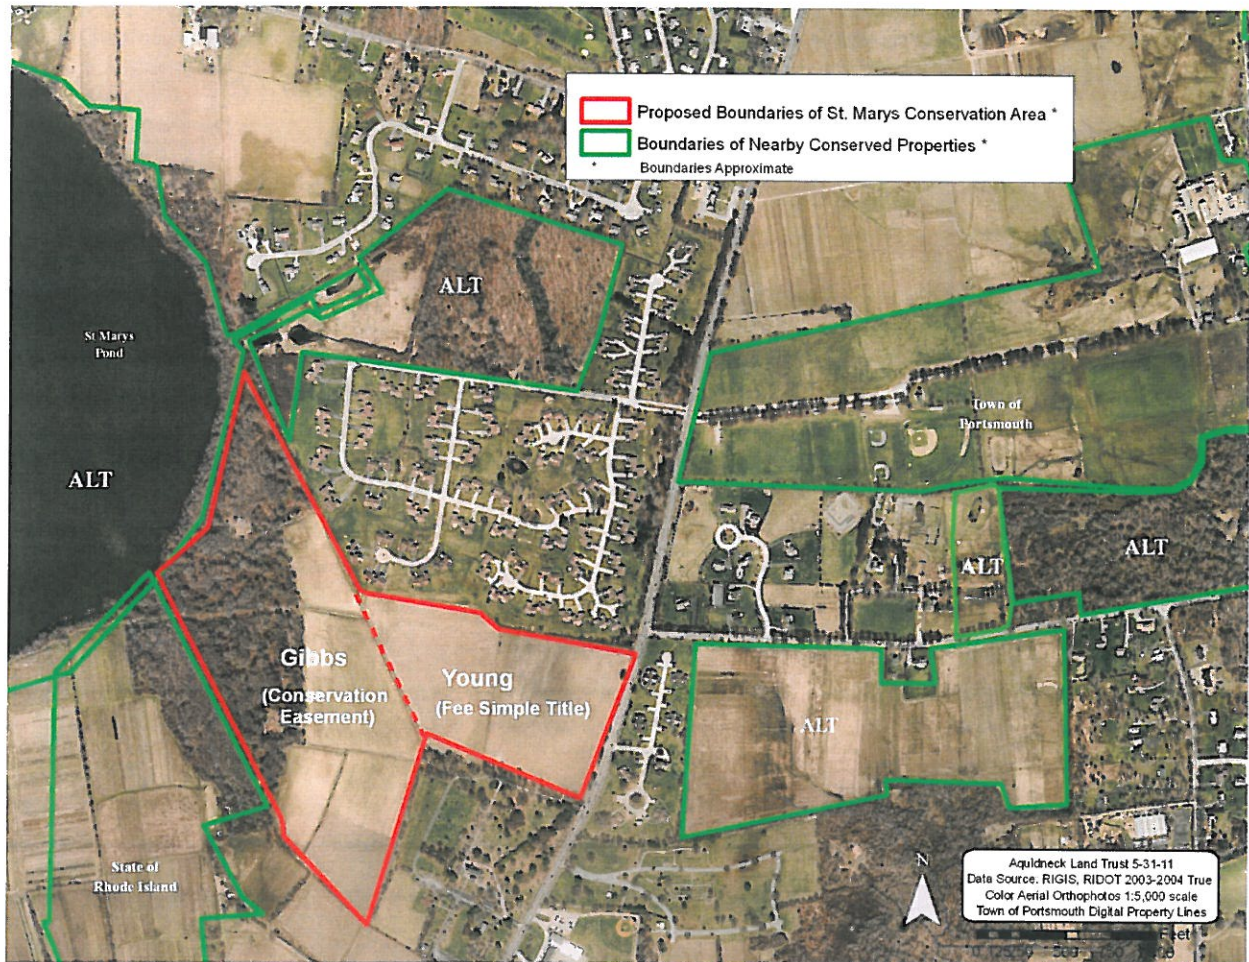 Proposed Boundaries of St. Marys Conservation Area *
Boundaries of Nearby Conserved Properties *
* Boundaries Approximate
ALT
St Marys
Pond
ALT
Town of
Portsmouth
ALT
ALT
Gibbs
(Conservation
Easement)
Young
(Fee Simple Title)
ALT
State of
Rhode Island
N
Aquidneck Land Trust 5-31-11
Data Source: RIGIS, RIDOT 2003-2004 True
Color Aerial Orthophotos 1:5,000 scale
Town of Portsmouth Digital Property Lines
Feet